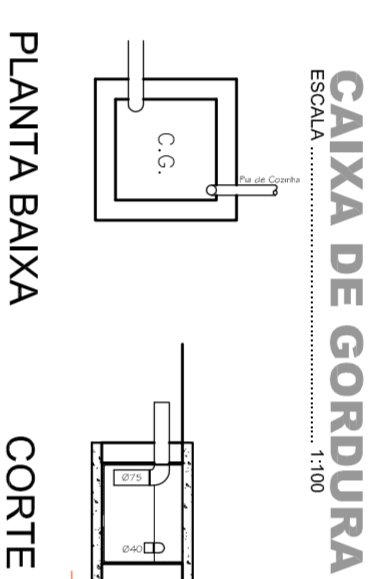 CAIXA DE GORDURA
ESCALA ........................................ 1:100
Pia de Cozinha
C.G.
PLANTA BAIXA
Ø75
Ø40
CORTE